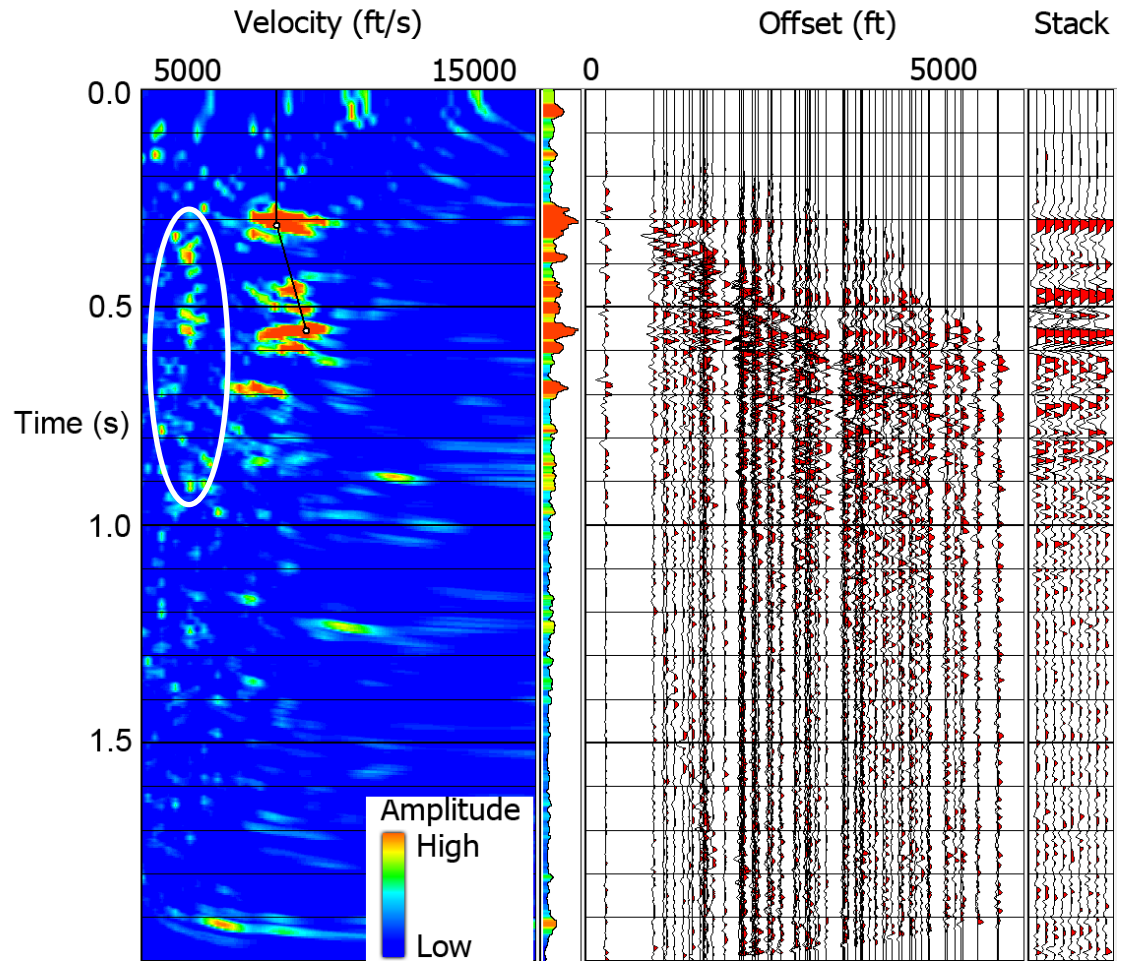 Velocity (ft/s) Offset (ft) Stack
5000 15000 0 5000
0.0
0.5
Time (s)
1.0
1.5
Amplitude
High
Low